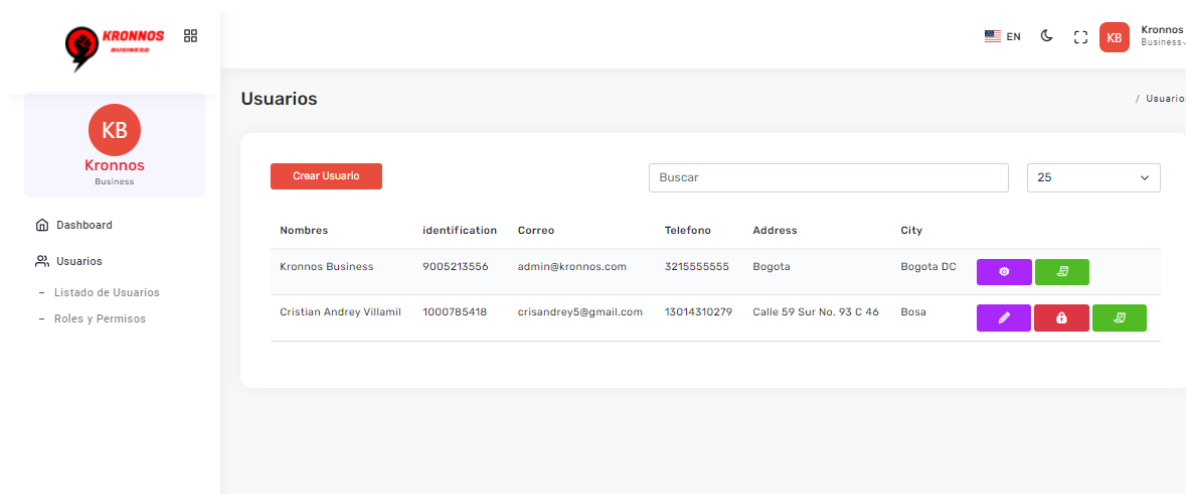 KRONNOS
BUSINESS
EN
KB
Kronnos
Business
Usuarios
/ Usuario
KB
Kronnos
Business
Dashboard
Usuarios
– Listado de Usuarios
– Roles y Permisos
Crear Usuario
Buscar
25
Nombres identification Correo Telefono Address City
Kronnos Business 9005213556 admin@kronnos.com 3215555555 Bogota Bogota DC
Cristian Andrey Villamil 1000785418 crisandrey5@gmail.com 13014310279 Calle 59 Sur No. 93 C 46 Bosa